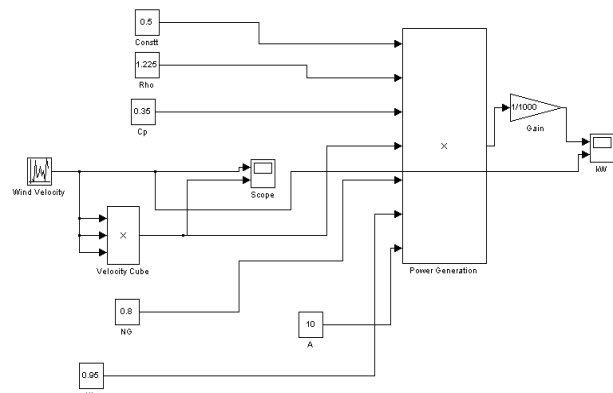 0.5
Constt
1.225
Rho
0.35
Cp
1/1000
Gain
kW
Wind Velocity
Scope
×
Velocity Cube
×
Power Generation
0.8
NG
10
A
0.95